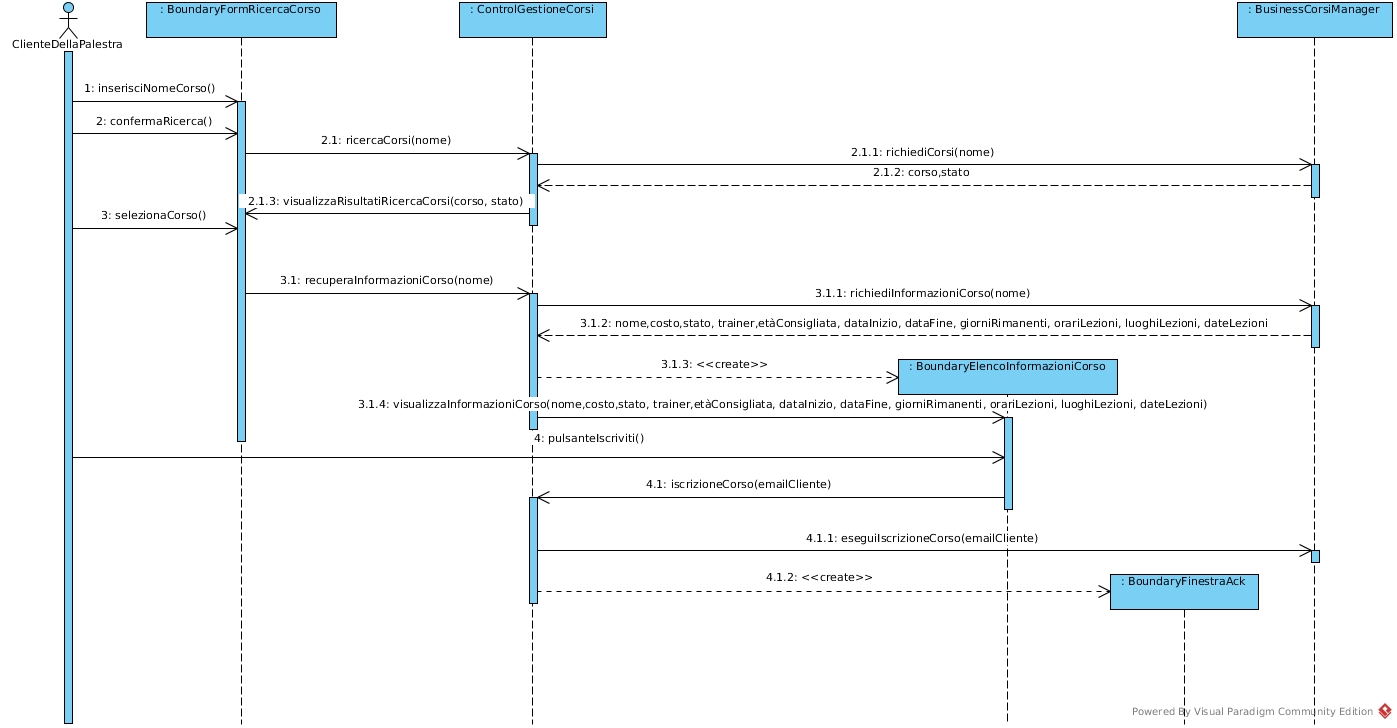 : BoundaryFormRicercaCorso
: ControlGestioneCorsi
: BusinessCorsiManager
ClienteDellaPalestra
1: inserisciNomeCorso()
2: confermaRicerca()
2.1: ricercaCorsi(nome)
2.1.1: richiediCorsi(nome)
2.1.2: corso,stato
2.1.3: visualizzaRisultatiRicercaCorsi(corso, stato)
3: selezionaCorso()
3.1: recuperaInformazioniCorso(nome)
3.1.1: richiediInformazioniCorso(nome)
3.1.2: nome,costo,stato, trainer,etàConsigliata, dataInizio, dataFine, giorniRimanenti, orariLezioni, luoghiLezioni, dateLezioni
3.1.3: <<create>>
: BoundaryElencoInformazioniCorso
3.1.4: visualizzaInformazioniCorso(nome,costo,stato, trainer,etàConsigliata, dataInizio, dataFine, giorniRimanenti, orariLezioni, luoghiLezioni, dateLezioni)
4: pulsanteIscriviti()
4.1: iscrizioneCorso(emailCliente)
4.1.1: eseguiIscrizioneCorso(emailCliente)
4.1.2: <<create>>
: BoundaryFinestraAck
Powered By Visual Paradigm Community Edition